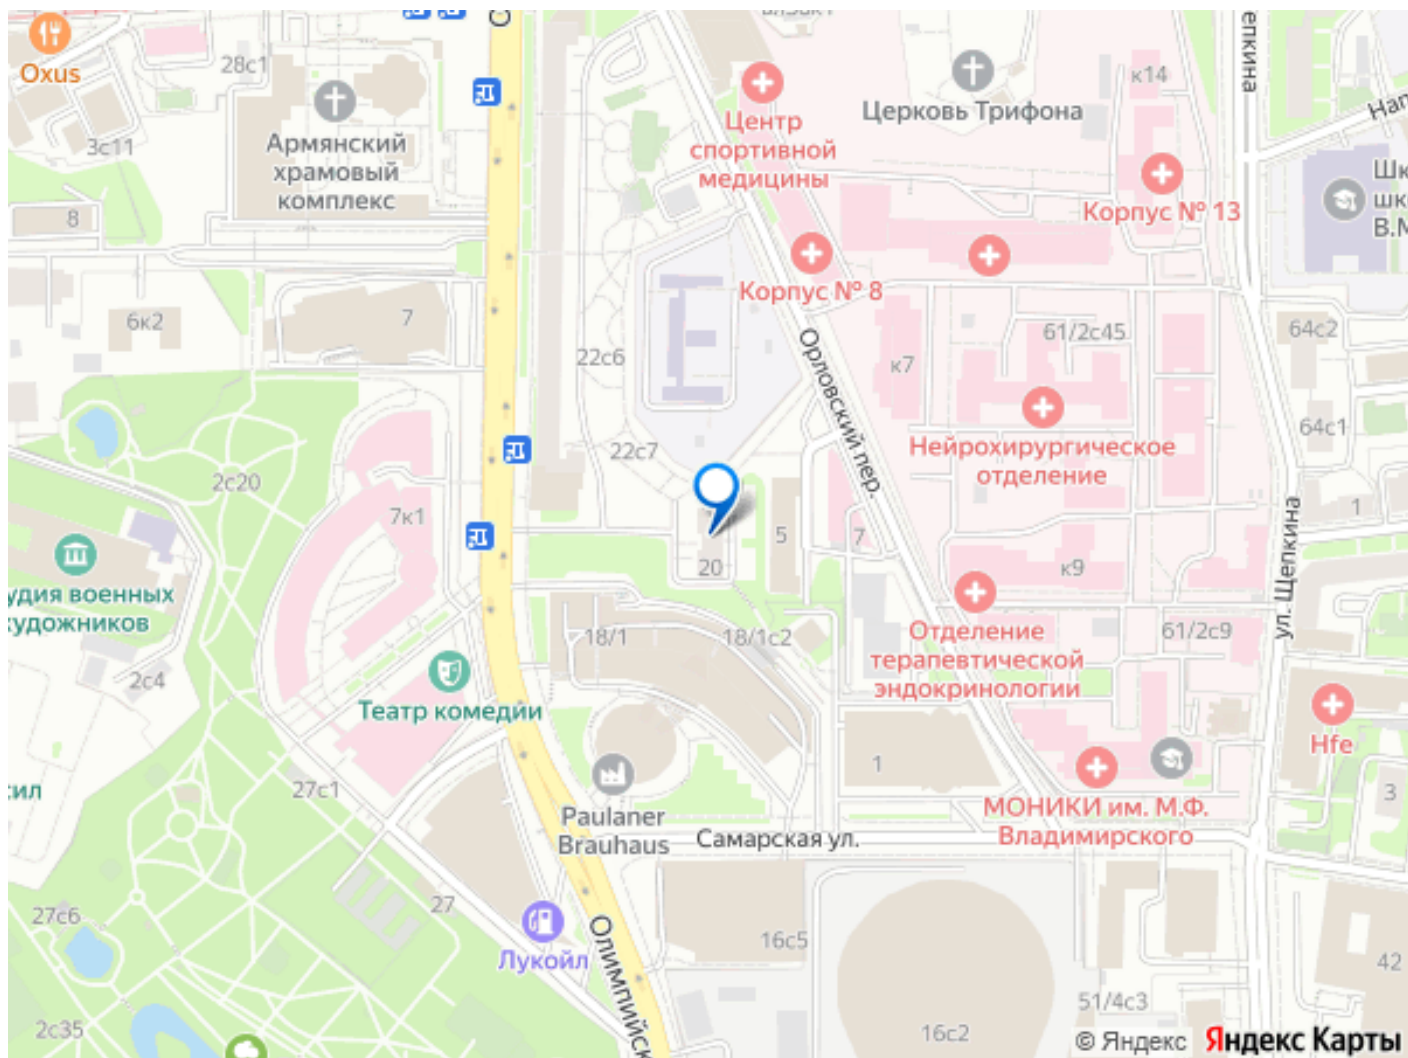 Oxus
28с1
Армянский
храмовый
комплекс
3с11
8
Центр
спортивной
медицины
Церковь Трифона
к14
Корпус № 13
Корпус № 8
6к2
7
22с6
Орловский пер.
к7
61/2с45
64с2
64с1
Нейрохирургическое
отделение
22с7
2с20
7к1
5
7
20
к9
1
ул. Щепкина
удия военных
художников
2с4
18/1
18/1с2
Отделение
терапевтической
эндокринологии
61/2с9
Театр комедии
Hfe
27с1
1
3
МОНИКИ им. М.Ф.
Владимирского
Paulaner
Brauhaus
Самарская ул.
27с6
27
Лукойл
Олимпийск
16с5
42
51/4с3
2с35
16с2
© Яндекс Яндекс Карты